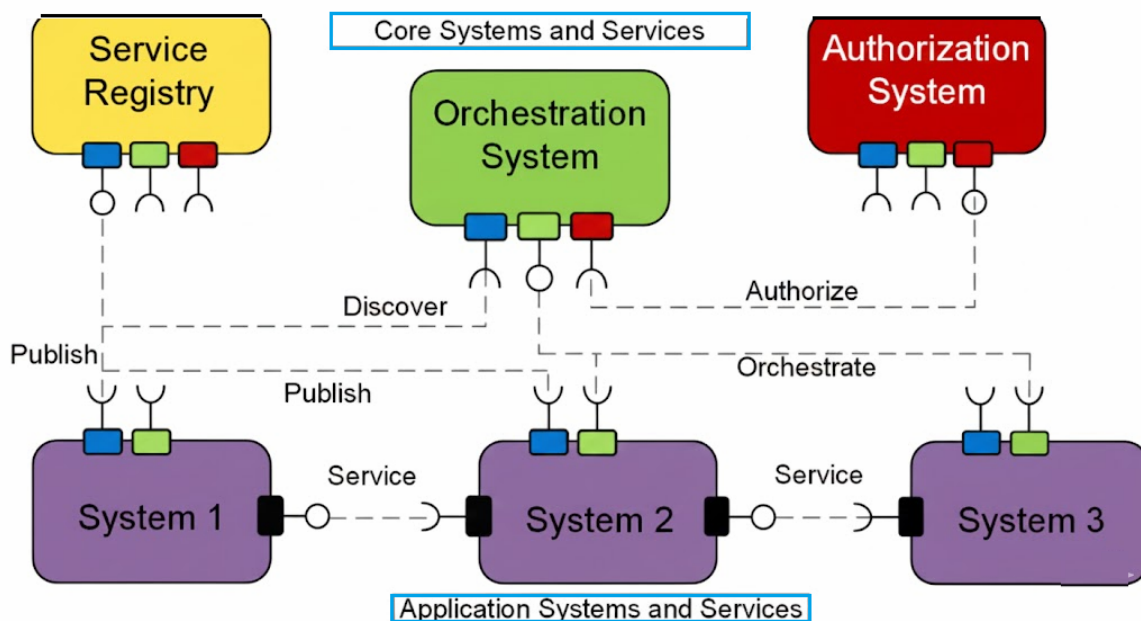 Core Systems and Services
Service
Registry
Orchestration
System
Authorization
System
Discover
Authorize
Publish
Publish
Orchestrate
Service
Service
System 1
System 2
System 3
Application Systems and Services